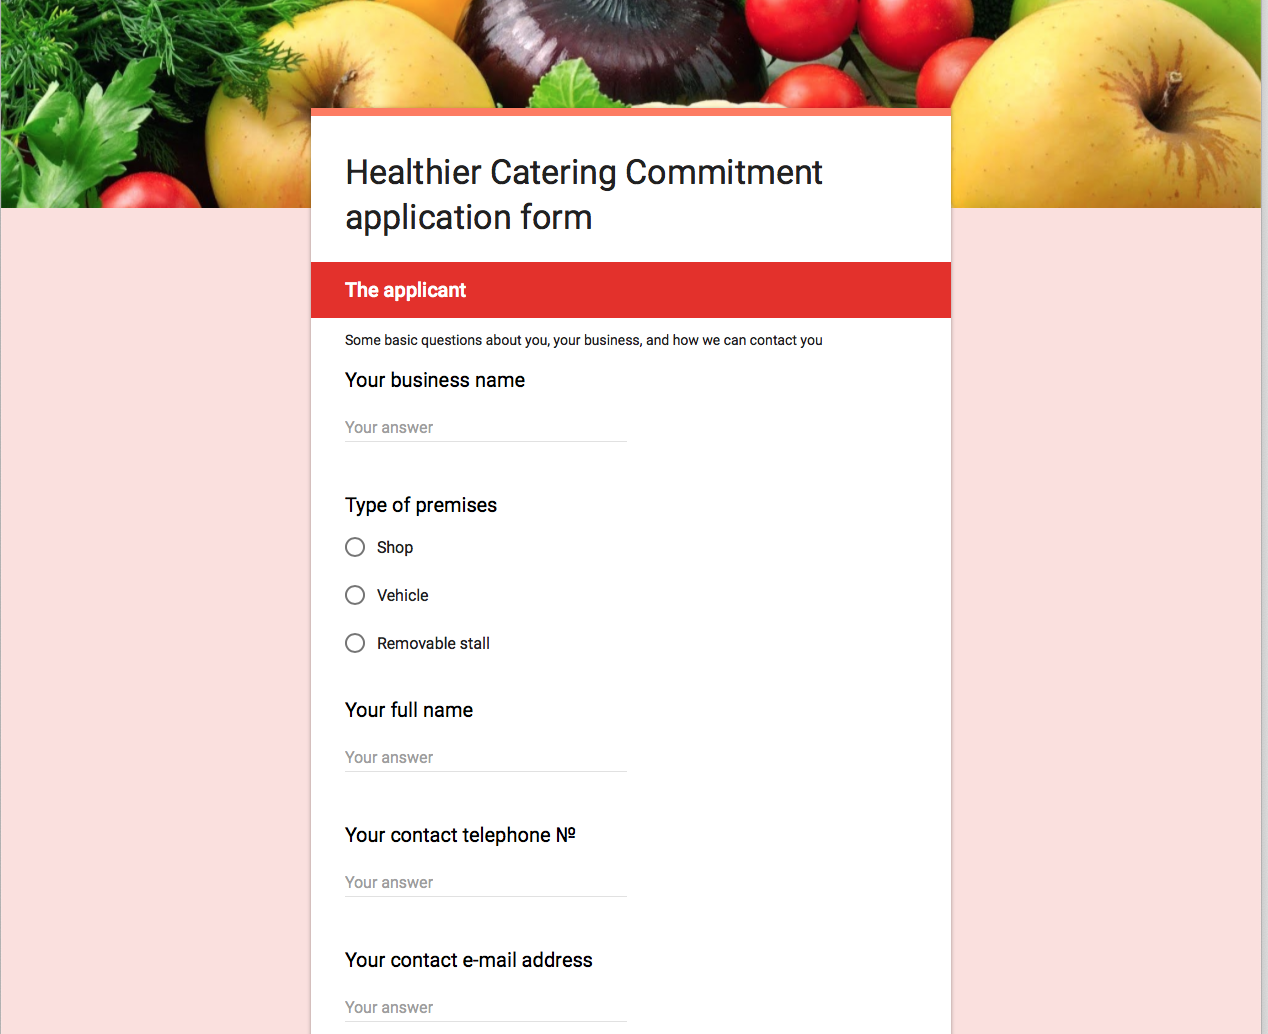 Healthier Catering Commitment
application form
The applicant
Some basic questions about you, your business, and how we can contact you
Your business name
Your answer
Type of premises
Shop
Vehicle
Removable stall
Your full name
Your answer
Your contact telephone №
Your answer
Your contact e-mail address
Your answer